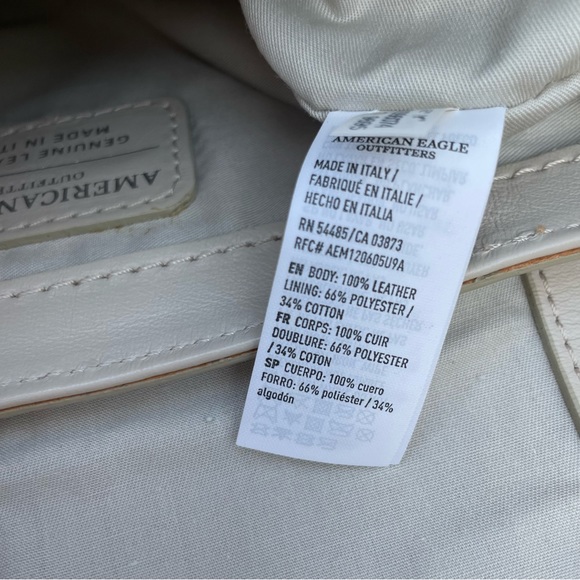 AMERICAN
OUTFITT
GENUINE LEA
MADE IN IT
AMERICAN EAGLE
OUTFITTERS
MADE IN ITALY /
FABRIQUÉ EN ITALIE /
HECHO EN ITALIA
RN 54485/CA 03873
RFC# AEM120605U9A
EN BODY: 100% LEATHER
LINING: 66% POLYESTER /
34% COTTON
FR CORPS: 100% CUIR
DOUBLURE: 66% POLYESTER
/ 34% COTON
SP CUERPO: 100% cuero
FORRO: 66% poliéster / 34%
algodón